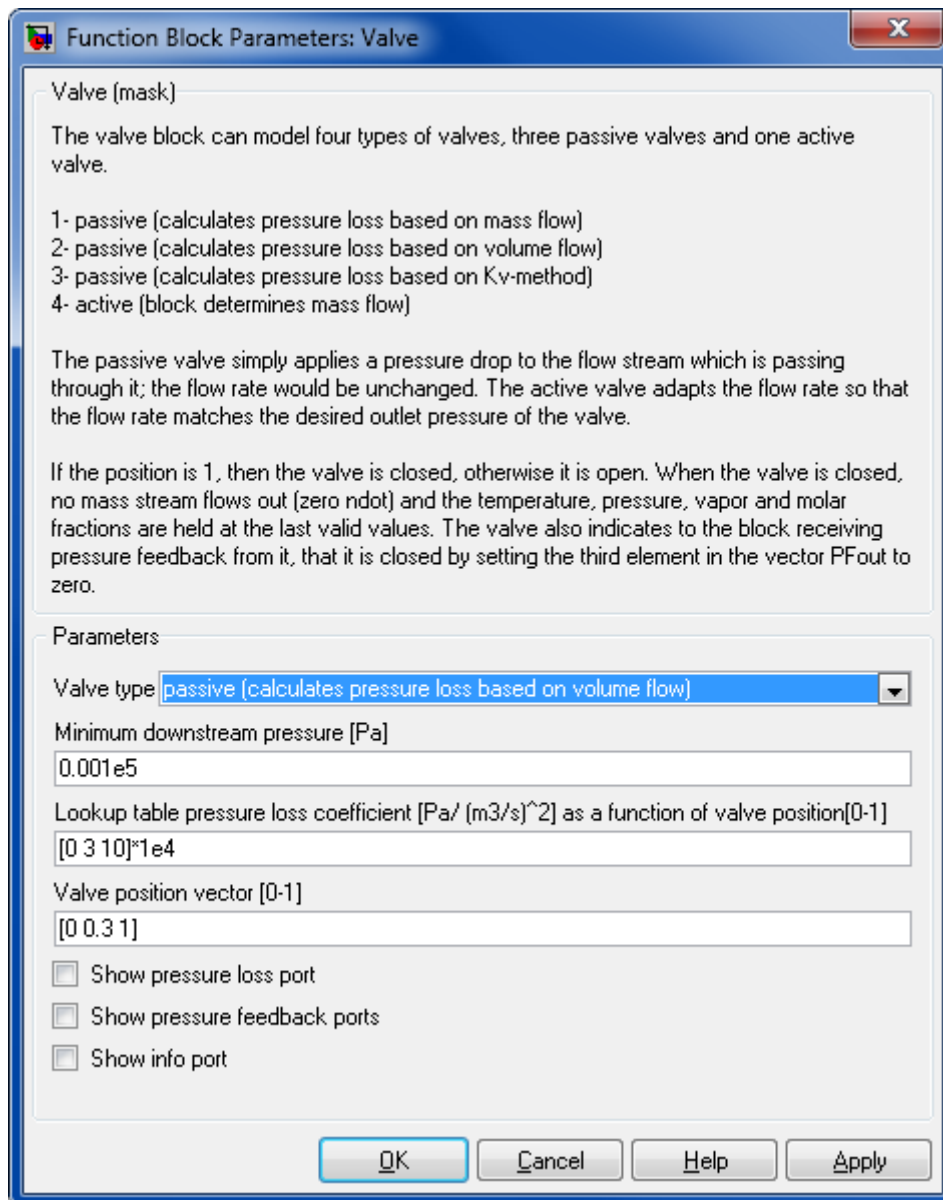 Function Block Parameters: Valve
Valve (mask)
The valve block can model four types of valves, three passive valves and one active
valve.
1- passive (calculates pressure loss based on mass flow)
2- passive (calculates pressure loss based on volume flow)
3- passive (calculates pressure loss based on Kv-method)
4- active (block determines mass flow)
The passive valve simply applies a pressure drop to the flow stream which is passing
through it; the flow rate would be unchanged. The active valve adapts the flow rate so that
the flow rate matches the desired outlet pressure of the valve.
If the position is 1, then the valve is closed, otherwise it is open. When the valve is closed,
no mass stream flows out (zero ndot) and the temperature, pressure, vapor and molar
fractions are held at the last valid values. The valve also indicates to the block receiving
pressure feedback from it, that it is closed by setting the third element in the vector PFout to
zero.
Parameters
Valve type passive (calculates pressure loss based on volume flow)
Minimum downstream pressure [Pa]
0.001e5
Lookup table pressure loss coefficient [Pa/ (m3/s)^2] as a function of valve position[0-1]
[0 3 10]*1e4
Valve position vector [0-1]
[0 0.3 1]
Show pressure loss port
Show pressure feedback ports
Show info port
OK Cancel Help Apply